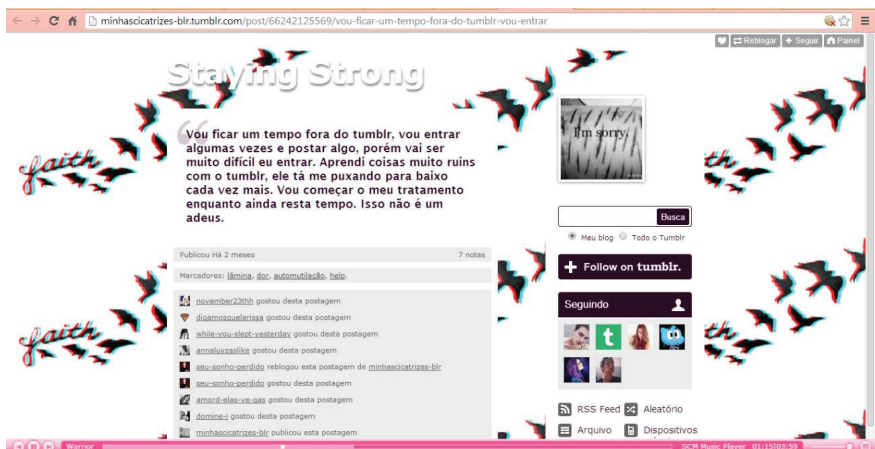 minhascicatrizes-blr.tumblr.com/post/66242125569/vou-ficar-um-tempo-fora-do-tumblr-vou-entrar
Reblogar + Seguir Painel
Staying Strong
faith
Vou ficar um tempo fora do tumblr, vou entrar
algumas vezes e postar algo, porém vai ser
muito difícil eu entrar. Aprendi coisas muito ruins
com o tumblr, ele tá me puxando para baixo
cada vez mais. Vou começar o meu tratamento
enquanto ainda resta tempo. Isso não é um
adeus.
Publicou Há 2 meses 7 notas
Marcadores: lâmina, dor, automutilação, help.
november23thh gostou desta postagem
digamosquelarissa gostou desta postagem
while-you-slept-yesterday gostou desta postagem
annaluyzaslike gostou desta postagem
seu-sonho-perdido reblogou esta postagem de minhascicatrizes-blr
seu-sonho-perdido gostou desta postagem
amord-elas-ve-gas gostou desta postagem
domine-i gostou desta postagem
minhascicatrizes-blr publicou esta postagem
I'm sorry.
Busca
Meu blog Todo o Tumblr
+ Follow on tumblr.
Seguindo
t
RSS Feed Aleatório
Arquivo Dispositivos
faith
th
th
Warrior
SCM Music Player 01:15|03:59